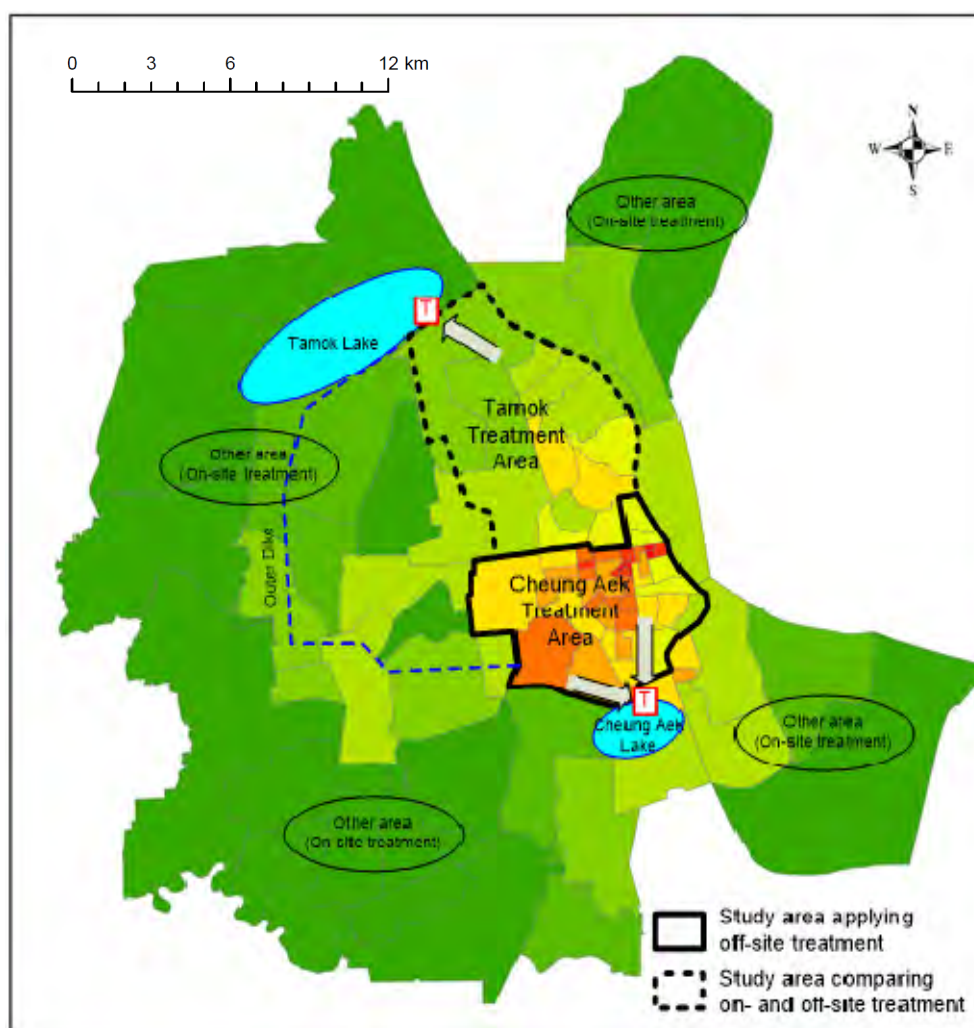 0 3 6 12 km
N
W E
S
Other area
(On-site treatment)
T
Tamok Lake
Tamok
Treatment
Area
Other area
(On-site treatment)
Outer Dike
Cheung Aek
Treatment
Area
T
Cheung Aek
Lake
Other area
(On-site treatment)
Other area
(On-site treatment)
Study area applying
off-site treatment
Study area comparing
on- and off-site treatment